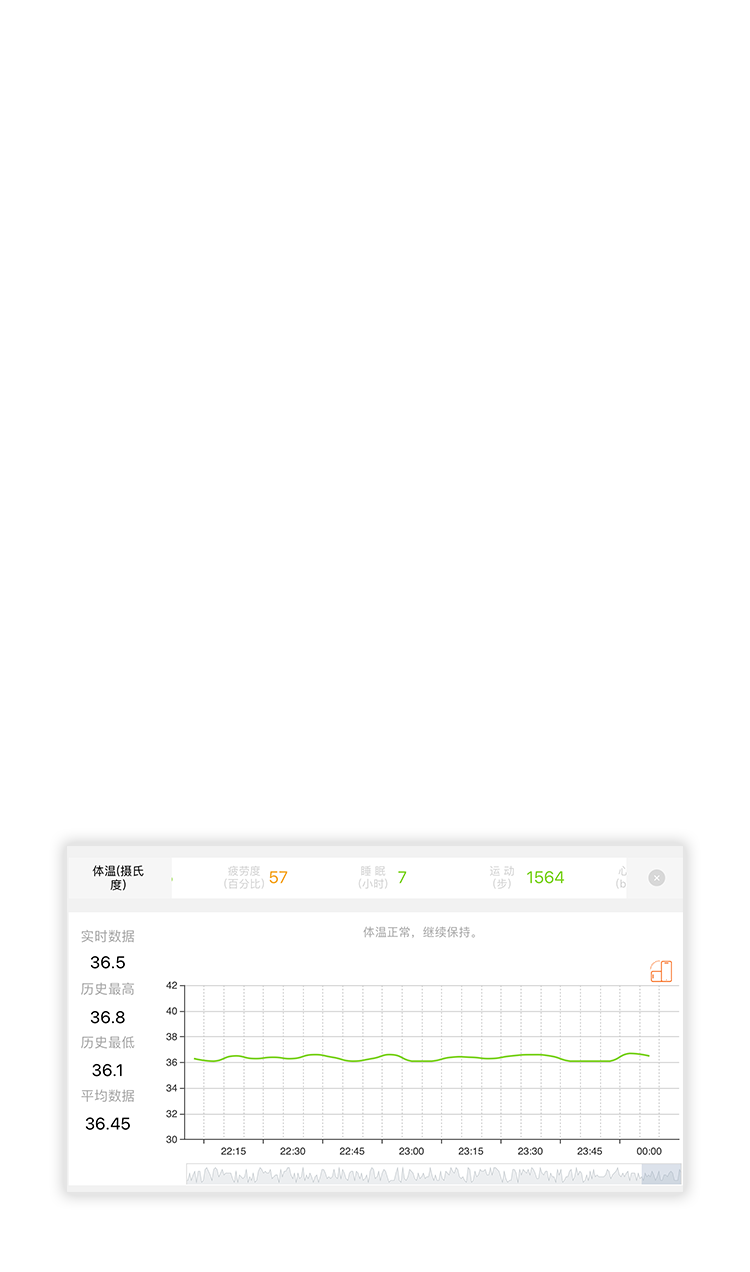 体温(摄氏
度)
疲劳度
(百分比)
57
睡 眠
(小时)
7
运 动
(步)
1564
心
(b
实时数据
36.5
历史最高
36.8
历史最低
36.1
平均数据
36.45
体温正常，继续保持。
42
40
38
36
34
32
30
22:15 22:30 22:45 23:00 23:15 23:30 23:45 00:00